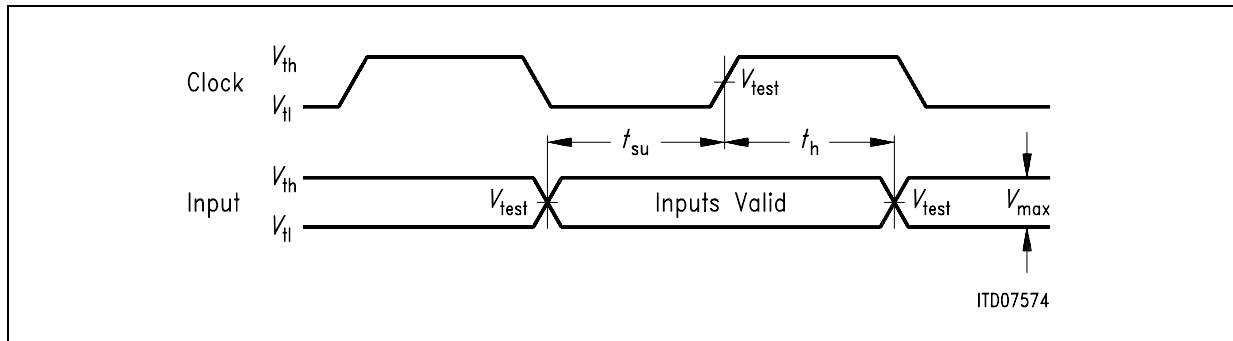 Vth
Clock
Vtest
Vtl
tsu
th
Vth
Input
Vtest
Inputs Valid
Vtest
Vmax
Vtl
ITD07574